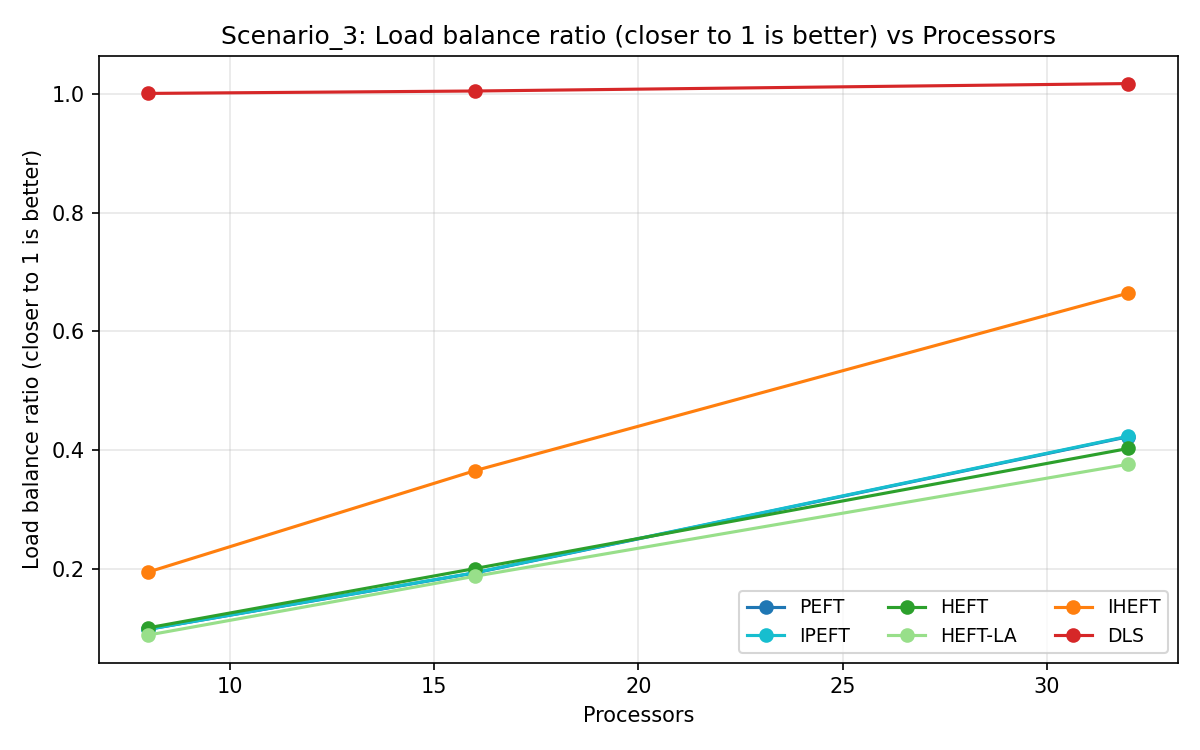 Scenario_3: Load balance ratio (closer to 1 is better) vs Processors
Load balance ratio (closer to 1 is better)
1.0
0.8
0.6
0.4
0.2
10 15 20 25 30
Processors
PEFT HEFT IHEFT
IPEFT HEFT-LA DLS